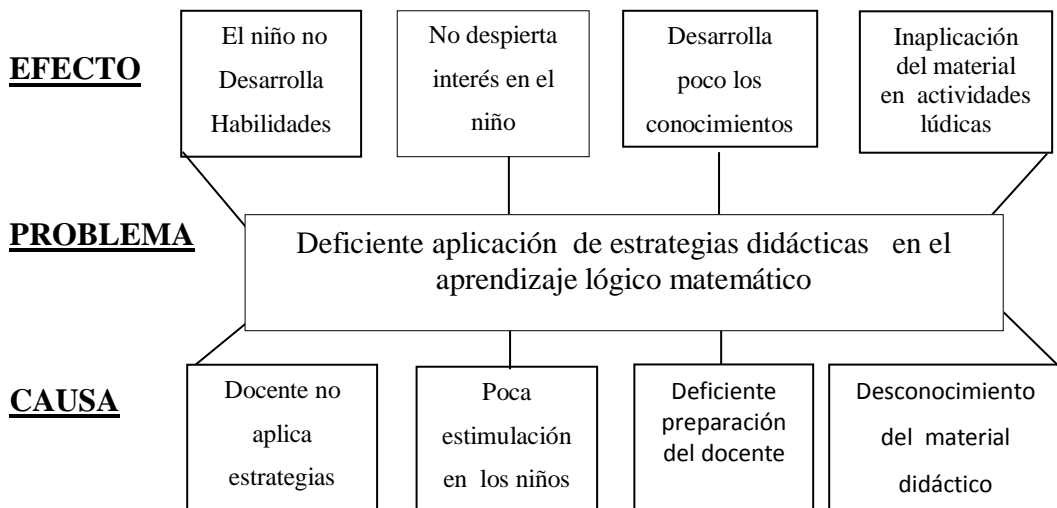 EFECTO
El niño no
Desarrolla
Habilidades
No despierta
interés en el
niño
Desarrolla
poco los
conocimientos
Inaplicación
del material
en actividades
lúdicas
PROBLEMA
Deficiente aplicación de estrategias didácticas en el
aprendizaje lógico matemático
CAUSA
Docente no
aplica
estrategias
Poca
estimulación
en los niños
Deficiente
preparación
del docente
Desconocimiento
del material
didáctico